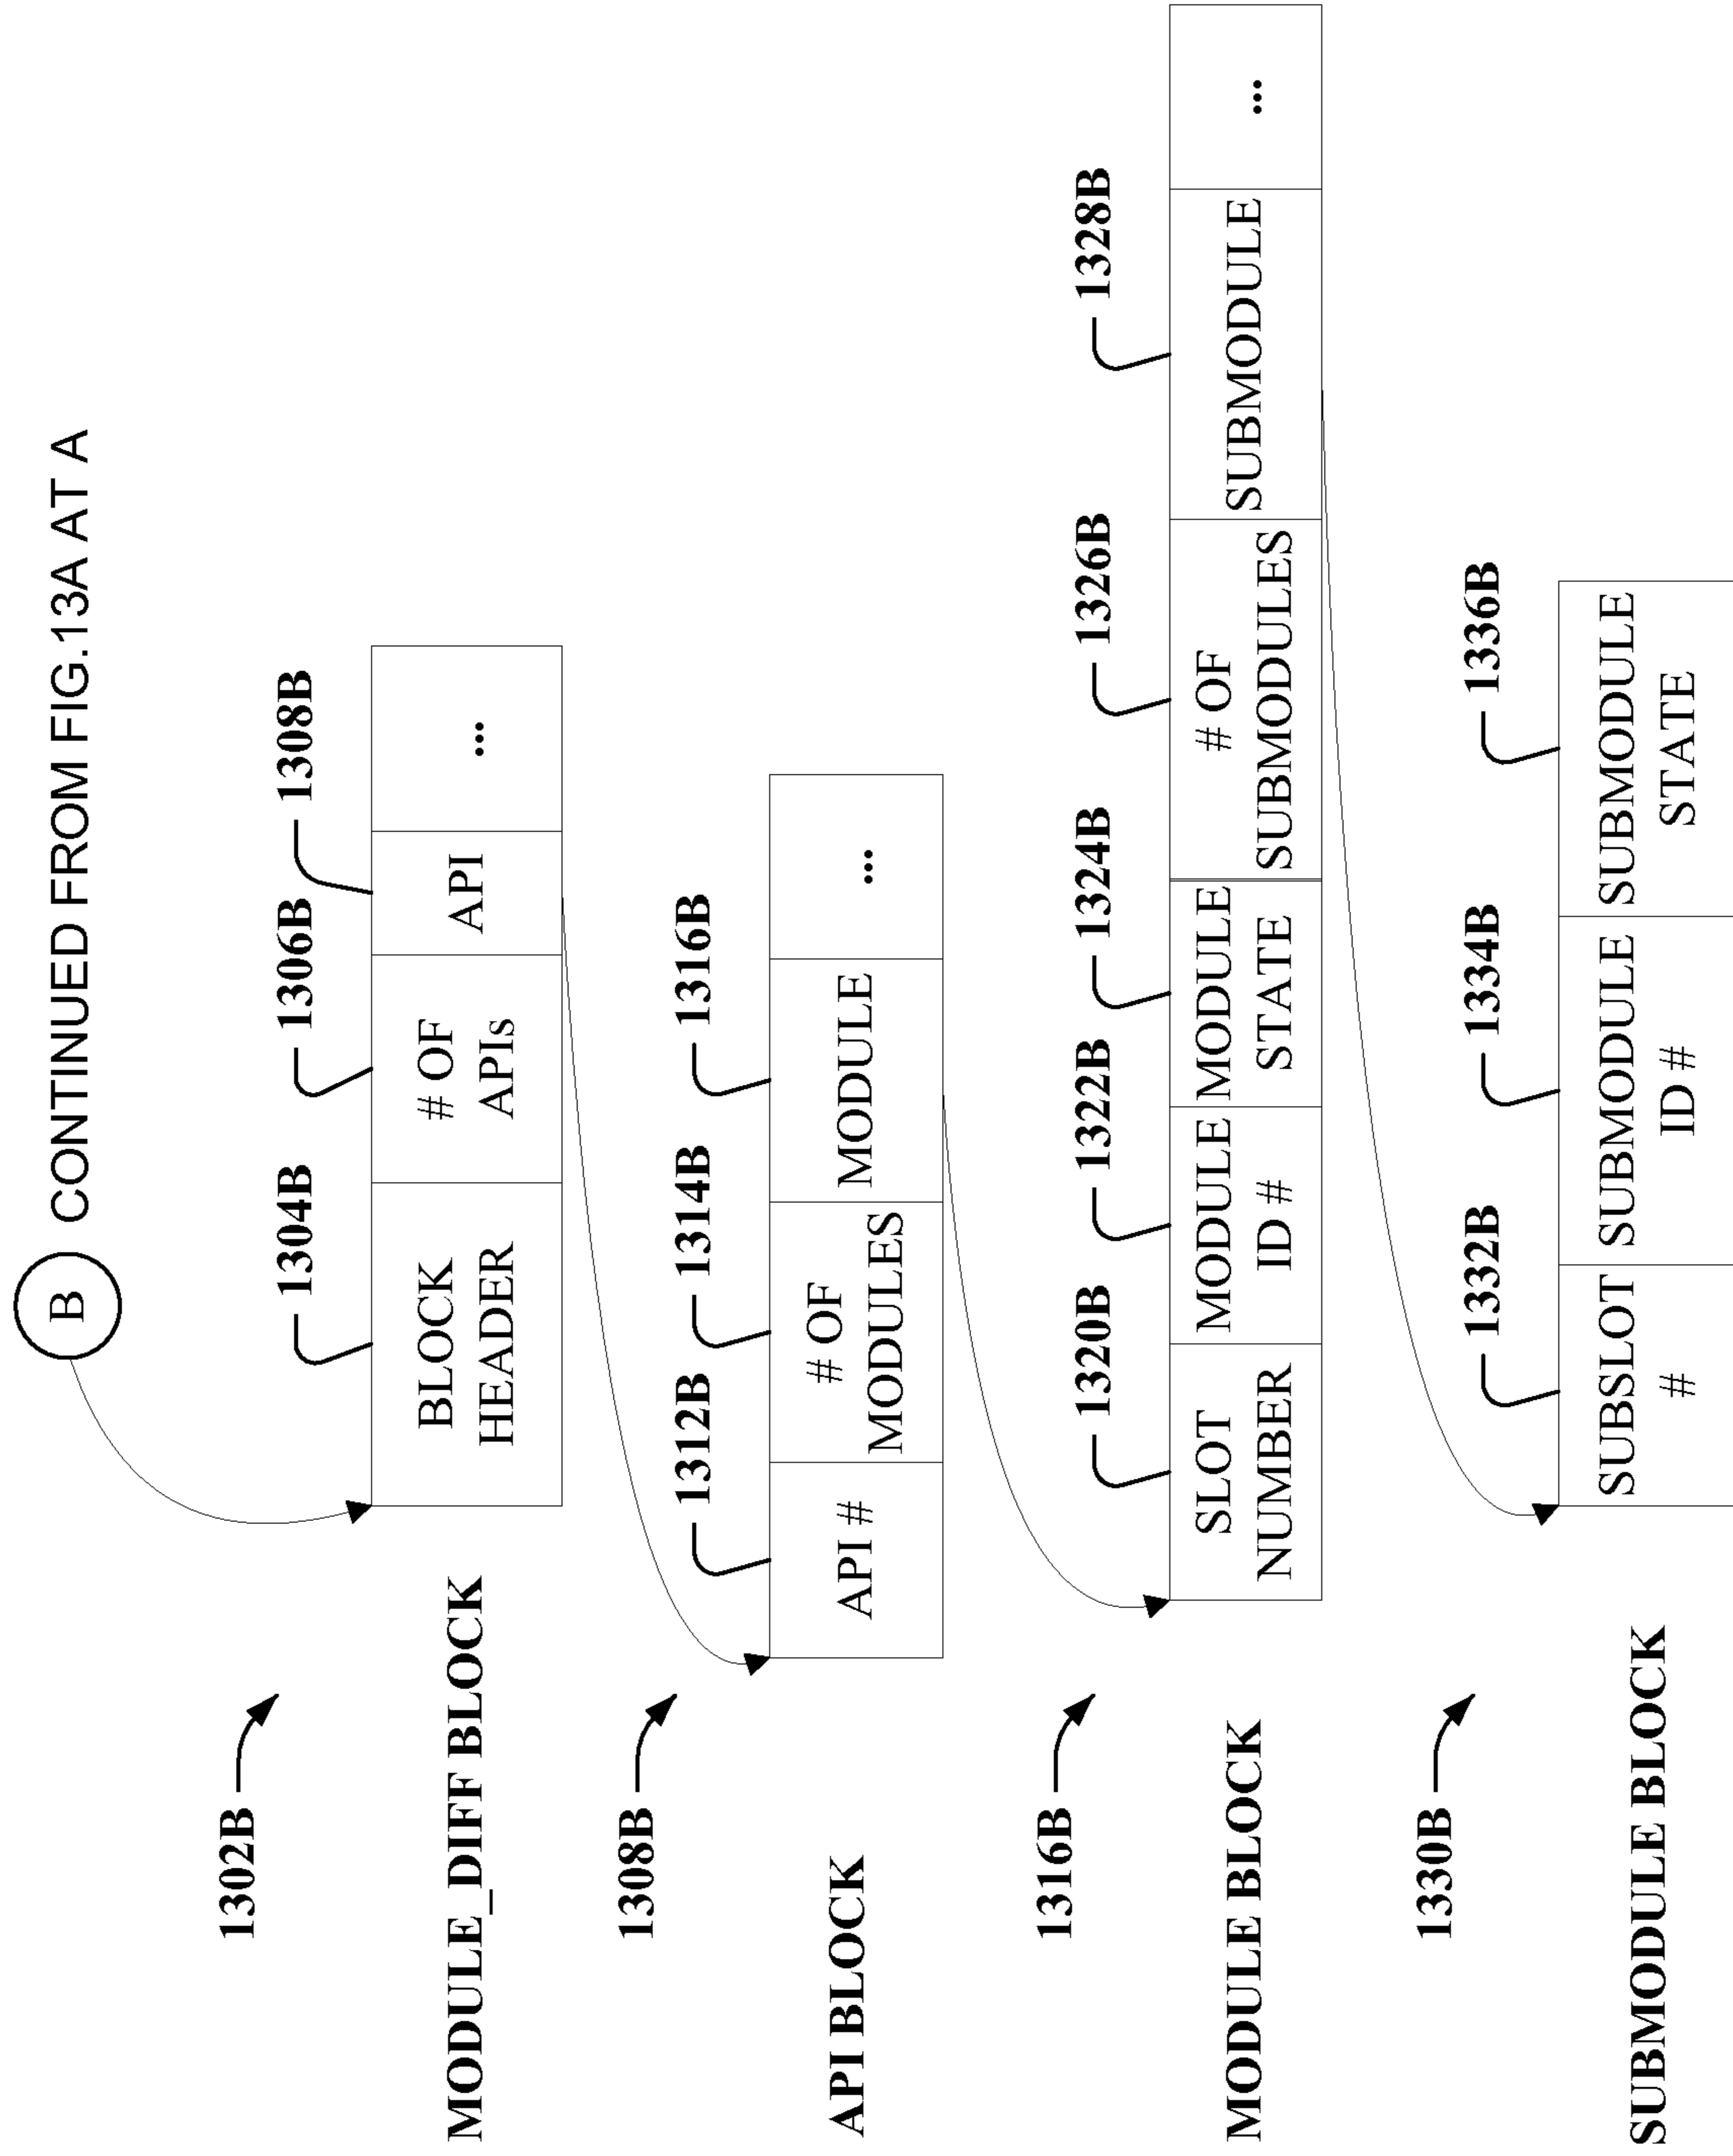 B CONTINUED FROM FIG.13A AT A
1302B
1304B
1306B
1308B
MODULE_DIFF BLOCK
BLOCK
HEADER
# OF
APIs
API
...
1308B
1312B
1314B
1316B
API BLOCK
API #
# OF
MODULES
MODULE
...
1316B
1320B
1322B
1324B
1326B
1328B
MODULE BLOCK
SLOT
NUMBER
MODULE
ID #
MODULE
STATE
# OF
SUBMODULES
SUBMODULE
...
1330B
1332B
1334B
1336B
SUBMODULE BLOCK
SUBSLOT
#
SUBMODULE
ID #
SUBMODULE
STATE